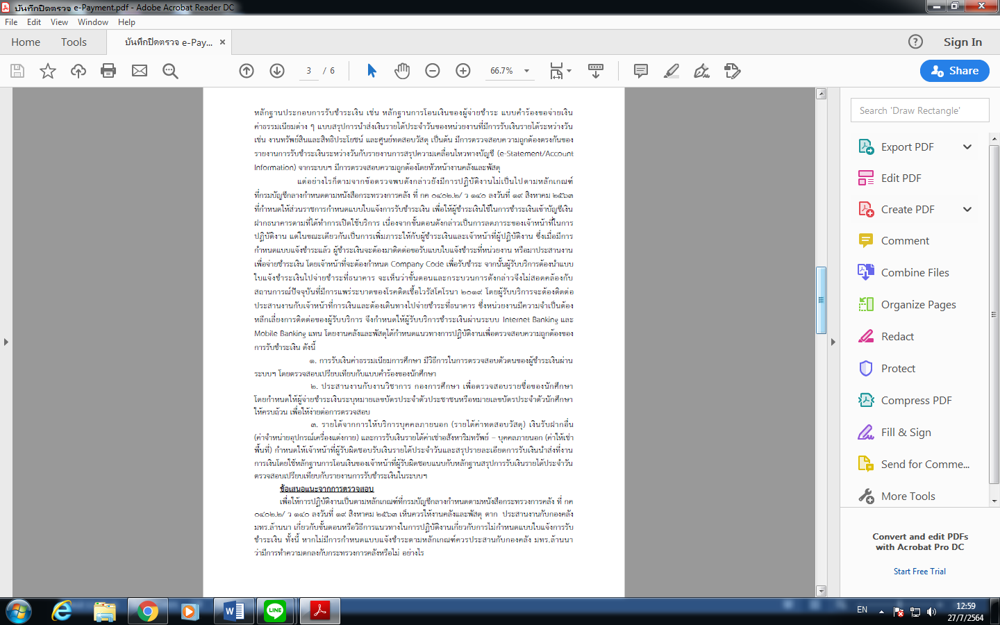 บันทึกปิดตรวจ e-Payment.pdf - Adobe Acrobat Reader DC
File Edit View Window Help
Home Tools บันทึกปิดตรวจ e-Pay... × Sign In
3 / 6 66.7% Share
หลักฐานประกอบการรับชำระเงิน เช่น หลักฐานการโอนเงินของผู้จ่ายชำระ แบบคำร้องขอจ่ายเงิน
ค่าธรรมเนียมต่าง ๆ แบบสรุปการนำส่งเงินรายได้ประจำวันของหน่วยงานที่มีการรับเงินรายได้ระหว่างวัน
เช่น งานทรัพย์สินและสิทธิประโยชน์ และศูนย์ทดสอบวัสดุ เป็นต้น มีการตรวจสอบความถูกต้องตรงกันของ
รายงานการรับชำระเงินระหว่างวันกับรายงานการสรุปความเคลื่อนไหวทางบัญชี (e-Statement/Account
Information) จากระบบฯ มีการตรวจสอบความถูกต้องโดยหัวหน้างานคลังและพัสดุ
แต่อย่างไรก็ตามจากข้อตรวจพบดังกล่าวยังมีการปฏิบัติงานไม่เป็นไปตามหลักเกณฑ์
ที่กรมบัญชีกลางกำหนดตามหนังสือกระทรวงการคลัง ที่ กค ๐๔๐๒.๒/ ว ๑๔๐ ลงวันที่ ๑๙ สิงหาคม ๒๕๖๓
ที่กำหนดให้ส่วนราชการกำหนดแบบใบแจ้งการรับชำระเงิน เพื่อให้ผู้ชำระเงินใช้ในการชำระเงินเข้าบัญชีเงิน
ฝากธนาคารตามที่ได้ทำการเปิดใช้บริการ เนื่องจากขั้นตอนดังกล่าวเป็นการลดภาระของเจ้าหน้าที่ในการ
ปฏิบัติงาน แต่ในขณะเดียวกันเป็นการเพิ่มภาระให้กับผู้ชำระเงินและเจ้าหน้าที่ผู้ปฏิบัติงาน ซึ่งเมื่อมีการ
กำหนดแบบแจ้งชำระแล้ว ผู้ชำระเงินจะต้องมาติดต่อขอรับแบบใบแจ้งชำระที่หน่วยงาน หรือมาประสานงาน
เพื่อจ่ายชำระเงิน โดยเจ้าหน้าที่จะต้องกำหนด Company Code เพื่อรับชำระ จากนั้นผู้รับบริการต้องนำแบบ
ใบแจ้งชำระเงินไปจ่ายชำระที่ธนาคาร จะเห็นว่าขั้นตอนและกระบวนการดังกล่าวจึงไม่สอดคล้องกับ
สถานการณ์ปัจจุบันที่มีการแพร่ระบาดของโรคติดเชื้อไวรัสโคโรนา ๒๐๑๙ โดยผู้รับบริการจะต้องติดต่อ
ประสานงานกับเจ้าหน้าที่การเงินและต้องเดินทางไปจ่ายชำระที่ธนาคาร ซึ่งหน่วยงานมีความจำเป็นต้อง
หลีกเลี่ยงการติดต่อของผู้รับบริการ จึงกำหนดให้ผู้รับบริการชำระเงินผ่านระบบ Internet Banking และ
Mobile Banking แทน โดยงานคลังและพัสดุได้กำหนดแนวทางการปฏิบัติงานเพื่อตรวจสอบความถูกต้องของ
การรับชำระเงิน ดังนี้
๑. การรับเงินค่าธรรมเนียมการศึกษา มีวิธีการในการตรวจสอบตัวตนของผู้ชำระเงินผ่าน
ระบบฯ โดยตรวจสอบเปรียบเทียบกับแบบคำร้องของนักศึกษา
๒. ประสานงานกับงานวิชาการ กองการศึกษา เพื่อตรวจสอบรายชื่อของนักศึกษา
โดยกำหนดให้ผู้จ่ายชำระเงินระบุหมายเลขบัตรประจำตัวประชาชนหรือหมายเลขบัตรประจำตัวนักศึกษา
ให้ครบถ้วน เพื่อให้ง่ายต่อการตรวจสอบ
๓. รายได้จากการให้บริการบุคคลภายนอก (รายได้ค่าทดสอบวัสดุ) เงินรับฝากอื่น
(ค่าจำหน่ายอุปกรณ์เครื่องแต่งกาย) และการรับเงินรายได้ค่าเช่าอสังหาริมทรัพย์ – บุคคลภายนอก (ค่าให้เช่า
พื้นที่) กำหนดให้เจ้าหน้าที่ผู้รับผิดชอบรับเงินรายได้ประจำวันและสรุปรายละเอียดการรับเงินนำส่งที่งาน
การเงินโดยใช้หลักฐานการโอนเงินของเจ้าหน้าที่ผู้รับผิดชอบแนบกับหลักฐานสรุปการรับเงินรายได้ประจำวัน
ตรวจสอบเปรียบเทียบกับรายงานการรับชำระเงินในระบบฯ
ข้อเสนอแนะจากการตรวจสอบ
เพื่อให้การปฏิบัติงานเป็นตามหลักเกณฑ์ที่กรมบัญชีกลางกำหนดตามหนังสือกระทรวงการคลัง ที่ กค
๐๔๐๒.๒/ ว ๑๔๐ ลงวันที่ ๑๙ สิงหาคม ๒๕๖๓ เห็นควรให้งานคลังและพัสดุ ตาก ประสานงานกับกองคลัง
มทร.ล้านนา เกี่ยวกับขั้นตอนหรือวิธีการแนวทางในการปฏิบัติงานเกี่ยวกับการไม่กำหนดแบบใบแจ้งการรับ
ชำระเงิน ทั้งนี้ หากไม่มีการกำหนดแบบแจ้งชำระตามหลักเกณฑ์ควรประสานกับกองคลัง มทร.ล้านนา
ว่ามีการทำความตกลงกับกระทรวงการคลังหรือไม่ อย่างไร
Search 'Draw Rectangle'
Export PDF
Edit PDF
Create PDF
Comment
Combine Files
Organize Pages
Redact
Protect
Compress PDF
Fill & Sign
Send for Comme...
More Tools
Convert and edit PDFs
with Acrobat Pro DC
Start Free Trial
LINE
EN
12:59
27/7/2564